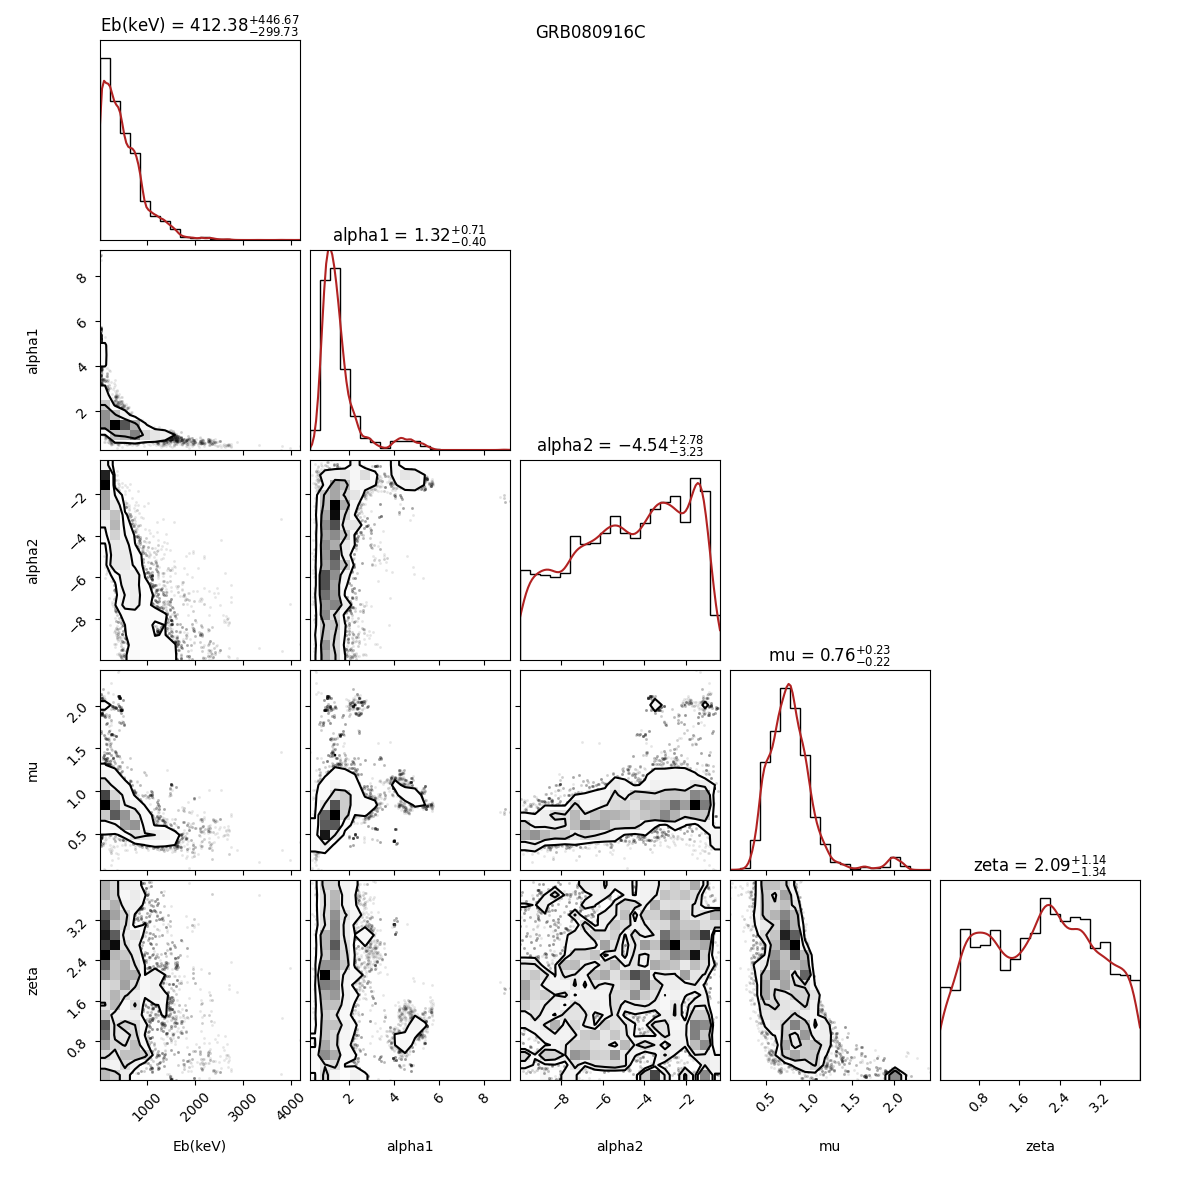 Eb(keV) = 412.38+446.67 −299.73
GRB080916C
alpha1 = 1.32+0.71 −0.40
8
6
4
2
alpha1
alpha2 = −4.54+2.78 −3.23
−2
−4
−6
−8
alpha2
mu = 0.76+0.23 −0.22
2.0
1.5
1.0
0.5
mu
zeta = 2.09+1.14 −1.34
3.2
2.4
1.6
0.8
zeta
1000 2000 3000 4000
2 4 6 8
−8 −6 −4 −2
0.5 1.0 1.5 2.0
0.8 1.6 2.4 3.2
Eb(keV) alpha1 alpha2 mu zeta